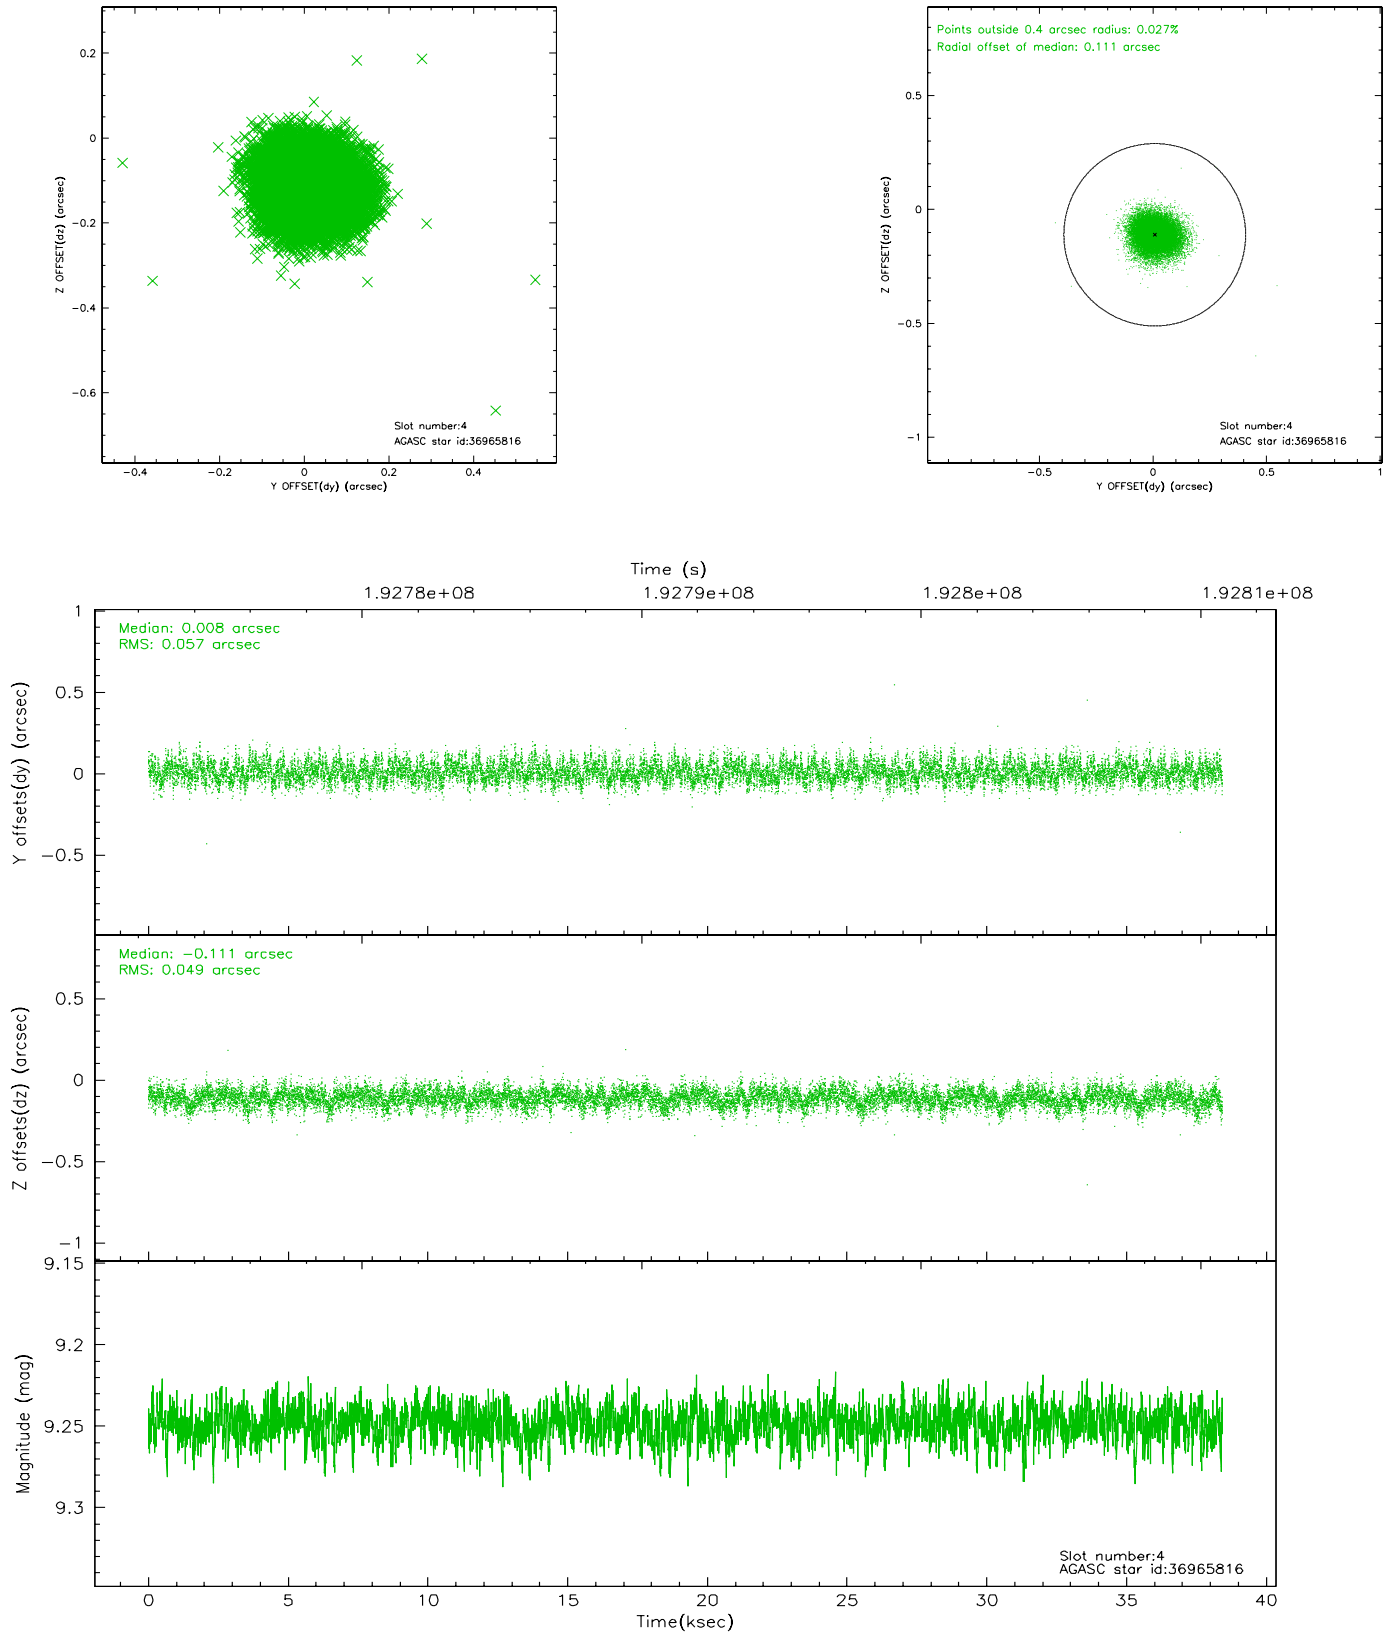 0.2
0
−0.2
−0.4
−0.6
Z OFFSET(dz) (arcsec)
Slot number:4
AGASC star id:36965816
−0.4 −0.2 0 0.2 0.4
Y OFFSET(dy) (arcsec)
Points outside 0.4 arcsec radius: 0.027%
Radial offset of median: 0.111 arcsec
0.5
0
−0.5
−1
Z OFFSET(dz) (arcsec)
Slot number:4
AGASC star id:36965816
−0.5 0 0.5 1
Y OFFSET(dy) (arcsec)
Time (s)
1.9278e+08 1.9279e+08 1.928e+08 1.9281e+08
Median: 0.008 arcsec
RMS: 0.057 arcsec
1
0.5
0
−0.5
Y offsets(dy) (arcsec)
Median: −0.111 arcsec
RMS: 0.049 arcsec
0.5
0
−0.5
−1
Z offsets(dz) (arcsec)
9.15
9.2
9.25
9.3
Magnitude (mag)
Slot number:4
AGASC star id:36965816
0 5 10 15 20 25 30 35 40
Time(ksec)